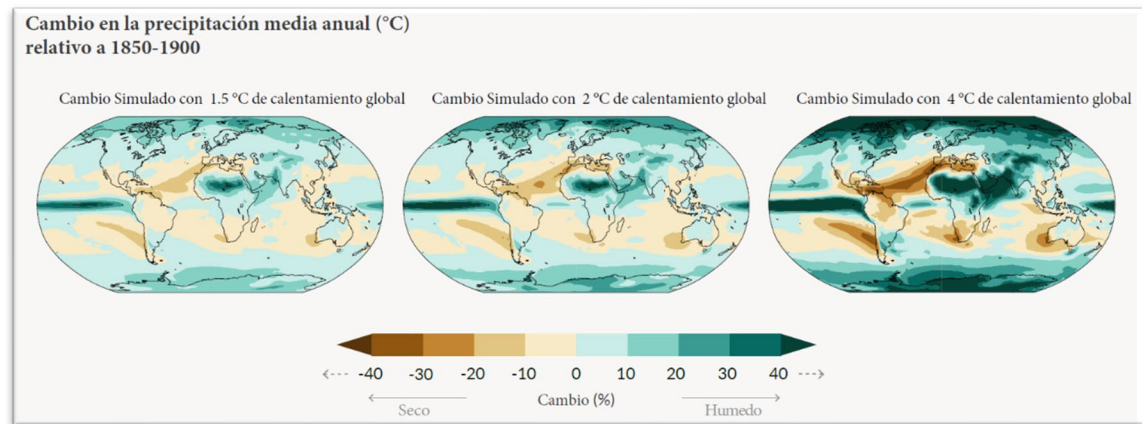 Cambio en la precipitación media anual (°C)
relativo a 1850-1900
Cambio Simulado con 1.5 °C de calentamiento global
Cambio Simulado con 2 °C de calentamiento global
Cambio Simulado con 4 °C de calentamiento global
-40 -30 -20 -10 0 10 20 30 40
Seco Cambio (%) Humedo